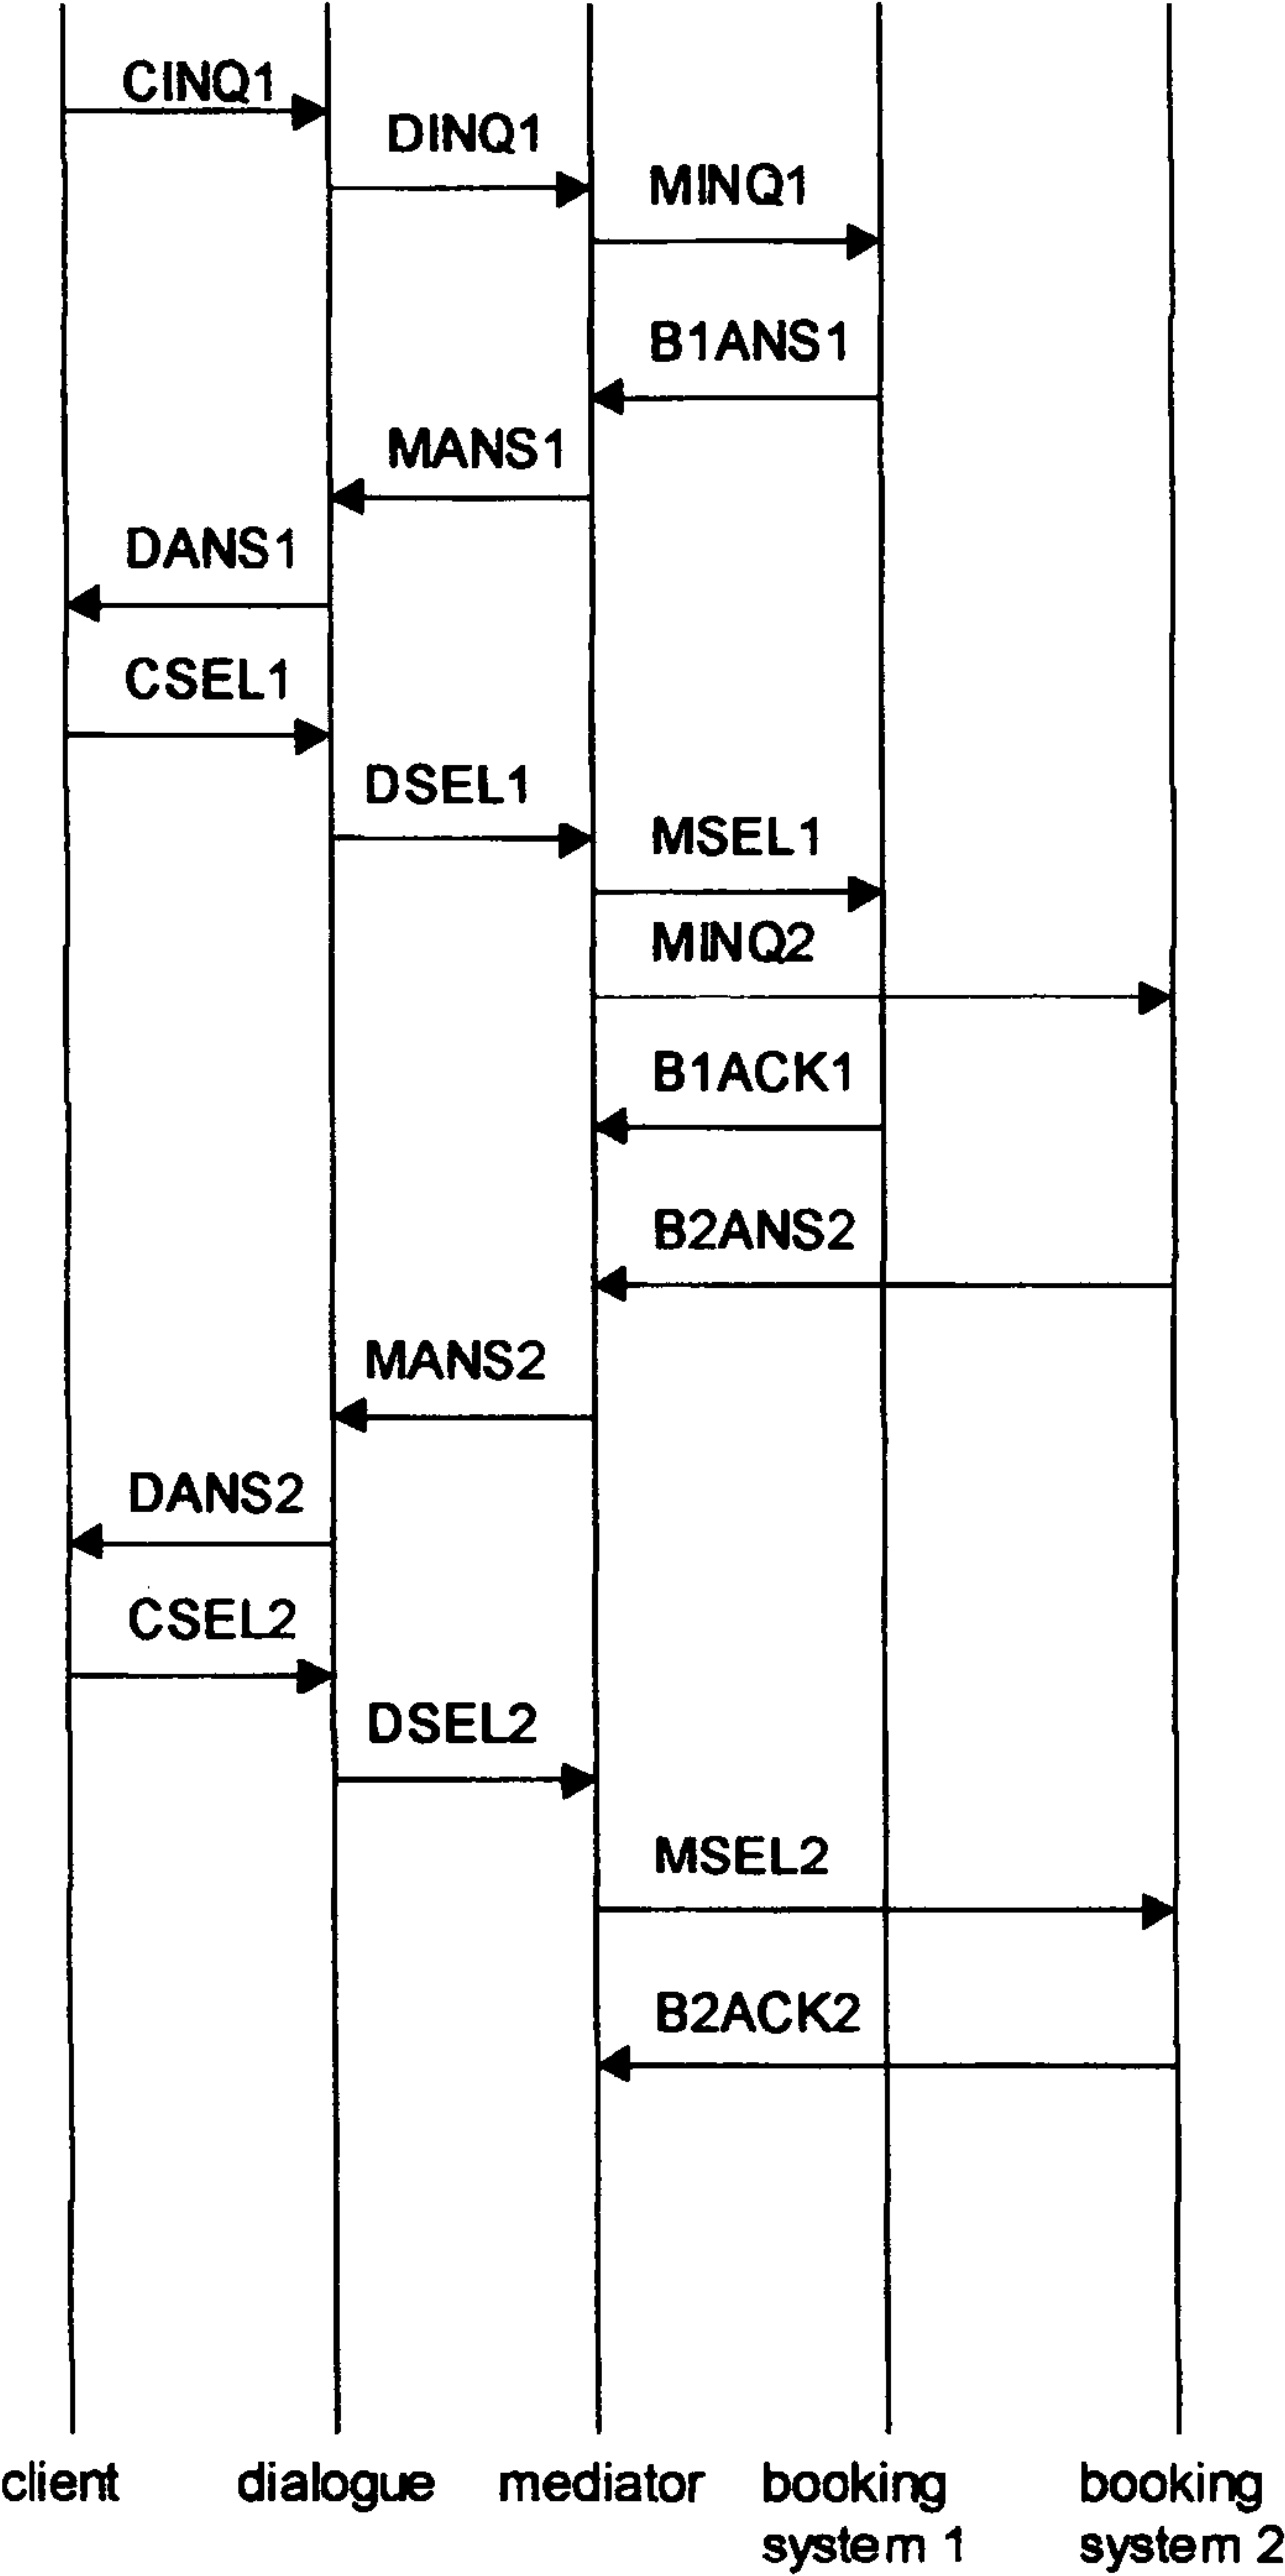 CINQ1
DINQ1
MINQ1
B1ANS1
MANS1
DANS1
CSEL1
DSEL1
MSEL1
MINQ2
B1ACK1
B2ANS2
MANS2
DANS2
CSEL2
DSEL2
MSEL2
B2ACK2
client dialogue mediator booking booking
system 1 system 2